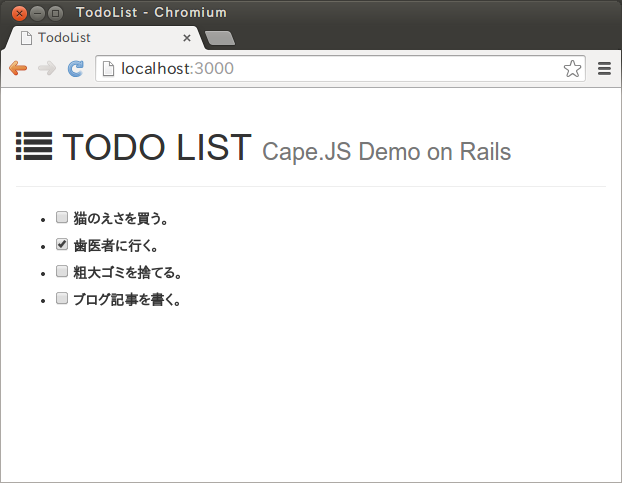 TodoList - Chromium
TodoList
localhost:3000
TODO LIST Cape.JS Demo on Rails
猫のえさを買う。
歯医者に行く。
粗大ゴミを捨てる。
ブログ記事を書く。